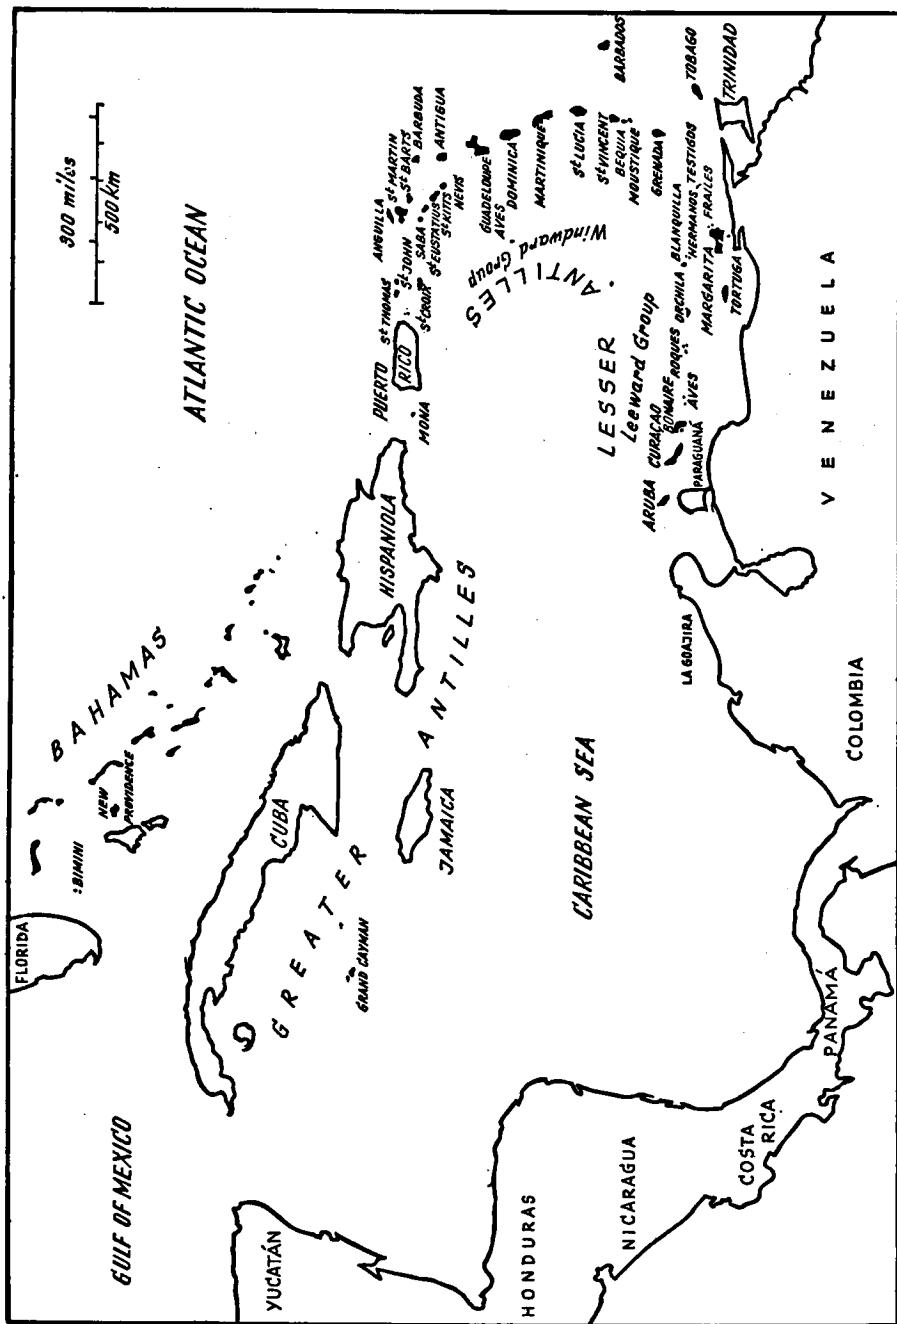 GULF OF MEXICO
FLORIDA
: BIMINI
NEW
PROVIDENCE
BAHAMAS
ATLANTIC OCEAN
300 miles
500 km
YUCATÁN
CUBA
GREATER
ANTILLES
GRAND CAYMAN
JAMAICA
HISPANIOLA
MONA
PUERTO
RICO
St THOMAS
ANGUILLA
St JOHN
St MARTIN
St CROIX
SABA
St BARTS
St EUSTATIUS
BARBUDA
St KITTS
ANTIGUA
NEVIS
GUADELOUPE
AVES
DOMINICA
MARTINIQUE
St LUCIA
St VINCENT
BARBADOS
BEQUIA
MOUSTIQUE
GRENADA
LESSER
ANTILLES
Windward Group
Leeward Group
CARIBBEAN SEA
HONDURAS
NICARAGUA
COSTA
RICA
PANAMÁ
COLOMBIA
LA GOAJIRA
ARUBA
CURAÇAO
BONAIRE
PARAGUANÁ
AVES
ROQUES
ORCHILA
BLANQUILLA
HERMANOS
TESTIGOS
MARGARITA
FRAILES
TORTUGA
TOBAGO
TRINIDAD
VENEZUELA